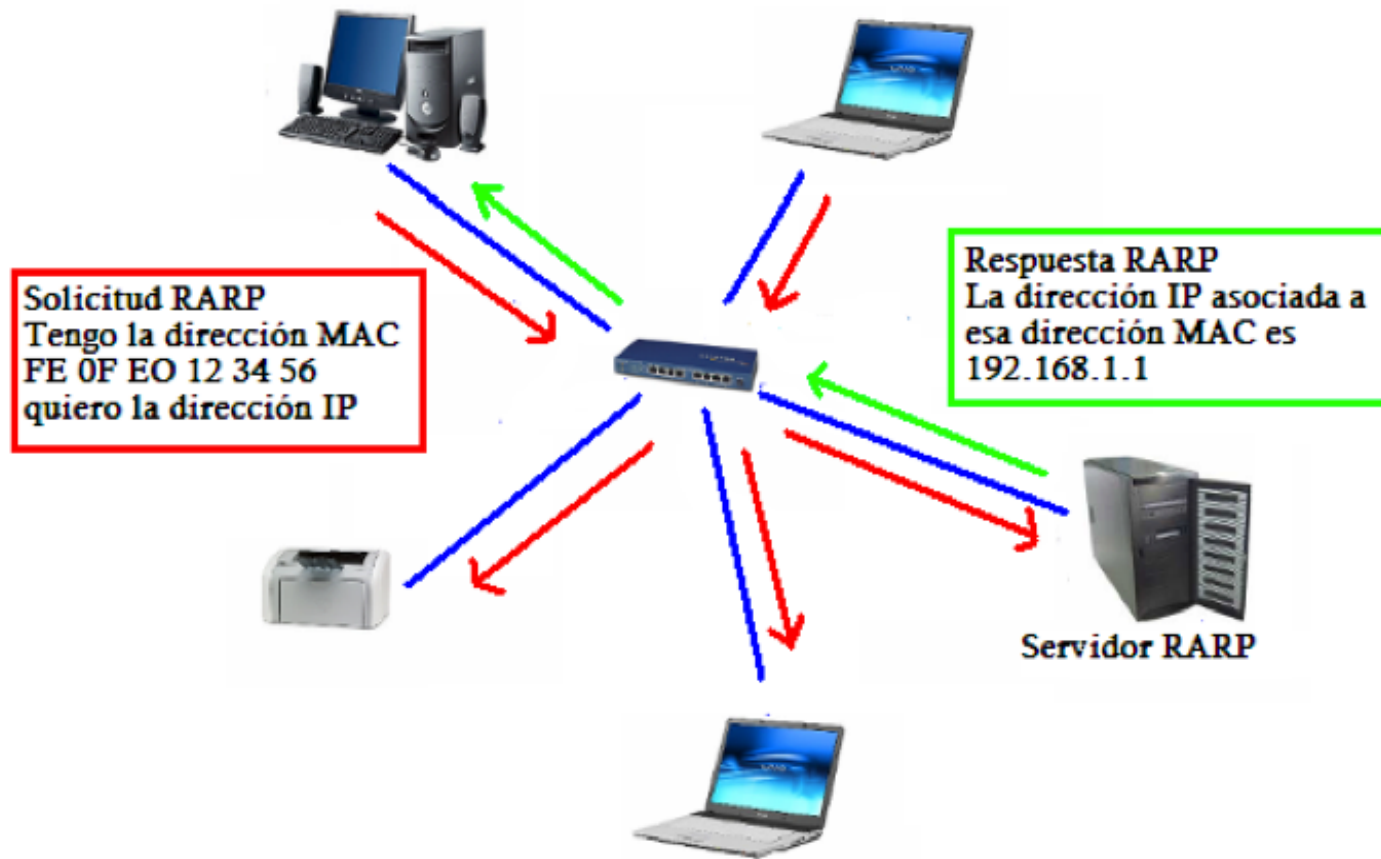 Solicitud RARP
Tengo la dirección MAC
FE 0F EO 12 34 56
quiero la dirección IP
Respuesta RARP
La dirección IP asociada a
esa dirección MAC es
192.168.1.1
Servidor RARP